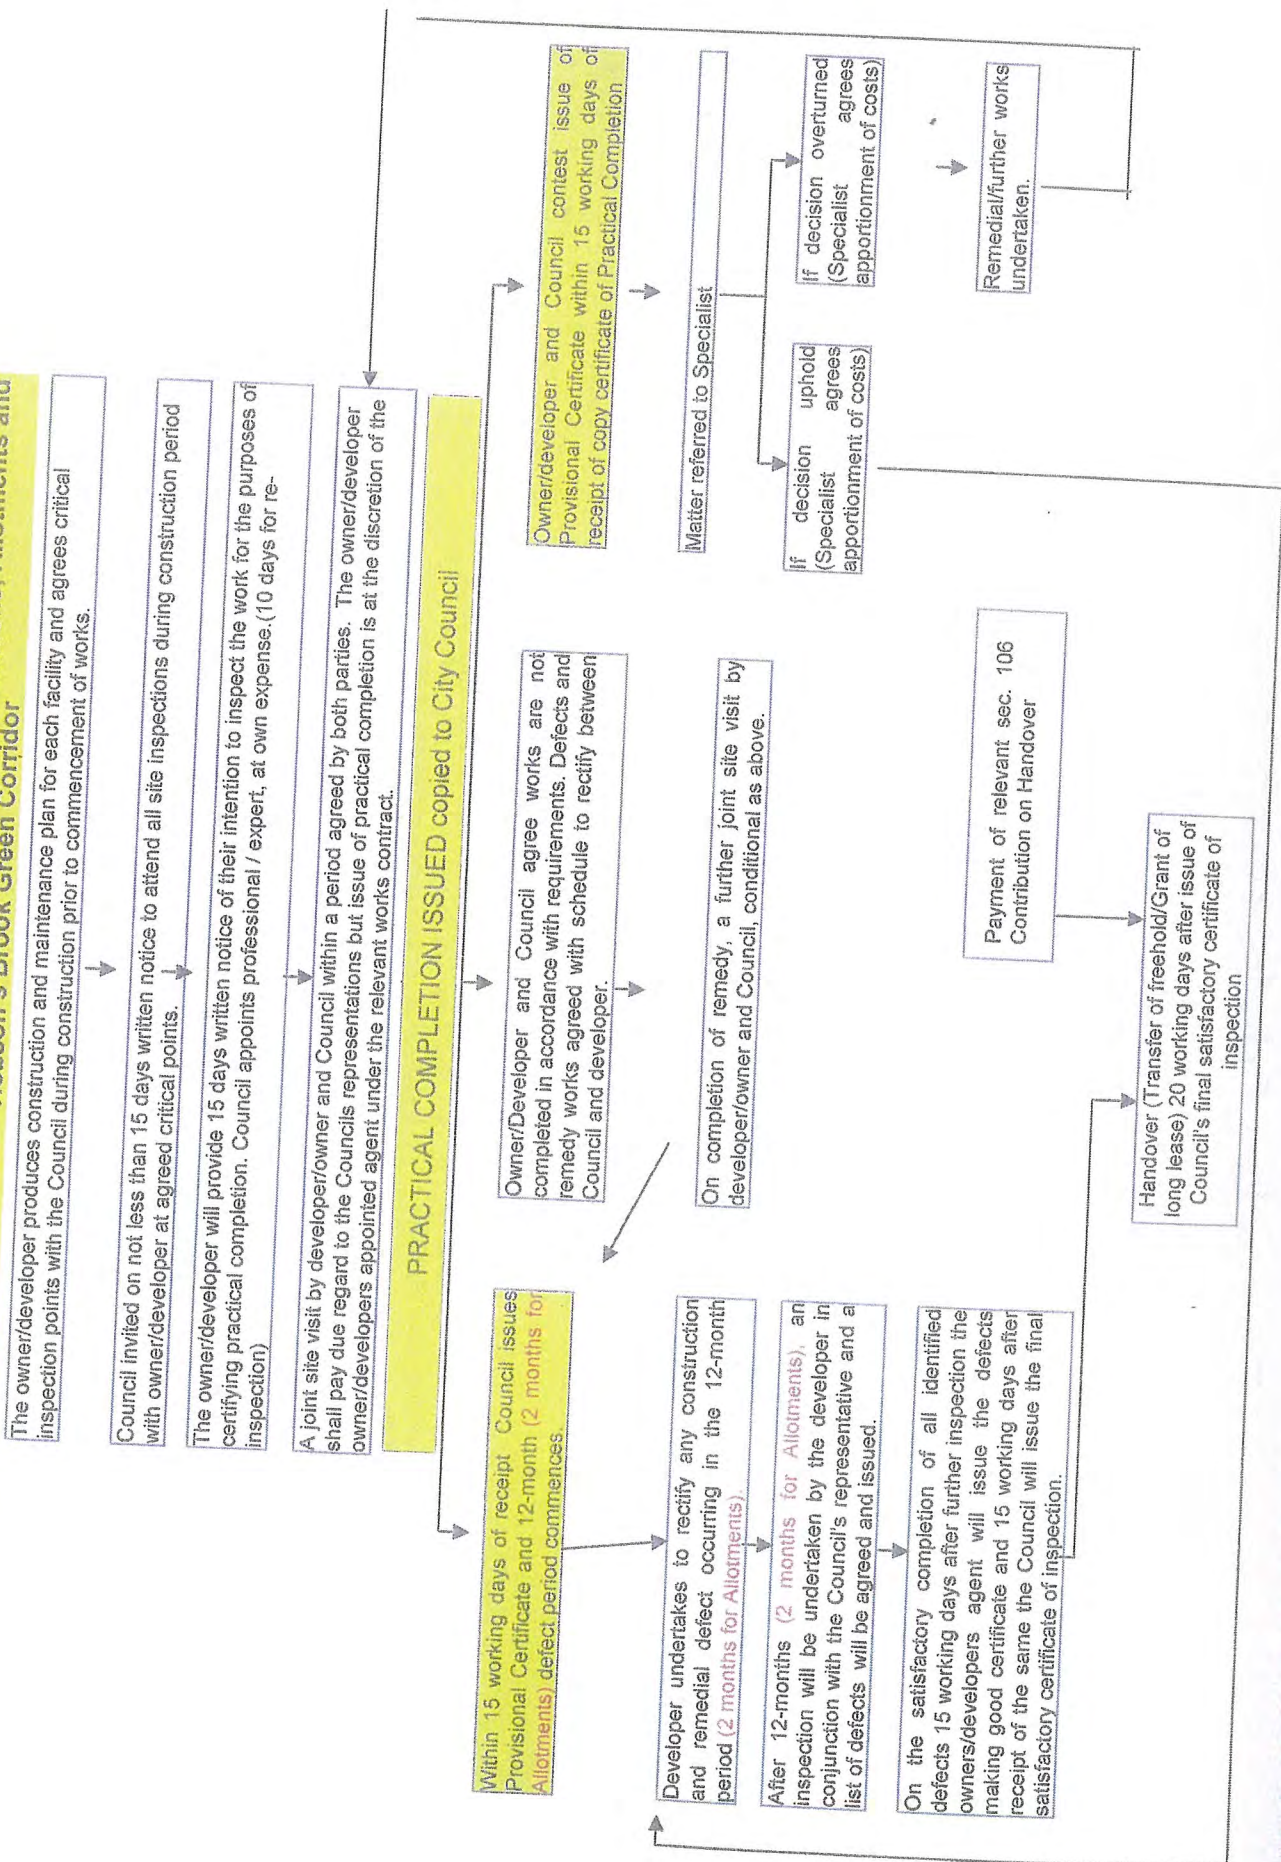 Hobson's Brook Green Corridor
The owner/developer produces construction and maintenance plan for each facility and agrees critical
inspection points with the Council during construction prior to commencement of works.
Council invited on not less than 15 days written notice to attend all site inspections during construction period
with owner/developer at agreed critical points.
The owner/developer will provide 15 days written notice of their intention to inspect the work for the purposes of
certifying practical completion. Council appoints professional / expert, at own expense.(10 days for re-
inspection)
A joint site visit by developer/owner and Council within a period agreed by both parties. The owner/developer
shall pay due regard to the Councils representations but issue of practical completion is at the discretion of the
owner/developers appointed agent under the relevant works contract.
PRACTICAL COMPLETION ISSUED copied to City Council
Within 15 working days of receipt Council issues
Provisional Certificate and 12-month (2 months for
Allotments) defect period commences.
Developer undertakes to rectify any construction
and remedial defect occurring in the 12-month
period (2 months for Allotments).
After 12-months (2 months for Allotments), an
inspection will be undertaken by the developer in
conjunction with the Council's representative and a
list of defects will be agreed and issued.
On the satisfactory completion of all identified
defects 15 working days after further inspection the
owners/developers agent will issue the defects
making good certificate and 15 working days after
receipt of the same the Council will issue the final
satisfactory certificate of inspection.
Owner/Developer and Council agree works are not
completed in accordance with requirements. Defects and
remedy works agreed with schedule to rectify between
Council and developer.
On completion of remedy, a further joint site visit by
developer/owner and Council, conditional as above.
Owner/developer and Council contest issue of
Provisional Certificate within 15 working days of
receipt of copy certificate of Practical Completion
Matter referred to Specialist
If decision uphold
(Specialist agrees
apportionment of costs)
If decision overturned
(Specialist agrees
apportionment of costs)
Remedial/further works
undertaken.
Payment of relevant sec. 106
Contribution on Handover
Handover (Transfer of freehold/Grant of
long lease) 20 working days after issue of
Council's final satisfactory certificate of
inspection